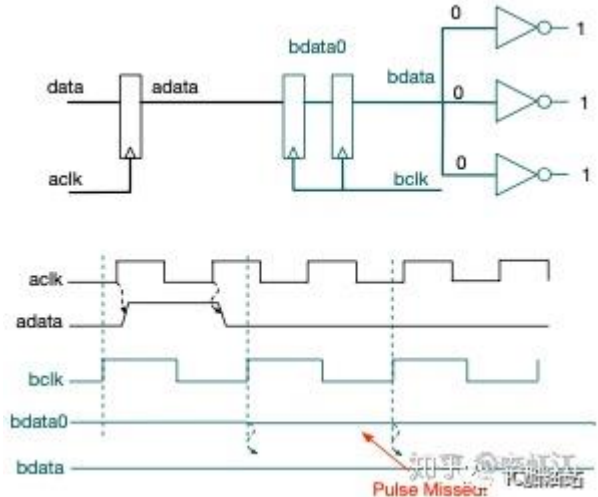 0
1
bdata0
data
adata
bdata
0
1
0
1
aclk
bclk
aclk
adata
bclk
bdata0
bdata
知乎
Pulse Missed